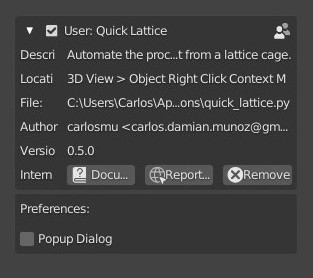 User: Quick Lattice
Descri Automate the proc...t from a lattice cage.
Locati 3D View > Object Right Click Context M
File: C:\Users\Carlos\Ap...ons\quick_lattice.py
Author carlosmu <carlos.damian.munoz@gm...
Versio 0.5.0
Intern Docu... Report... Remove
Preferences:
Popup Dialog